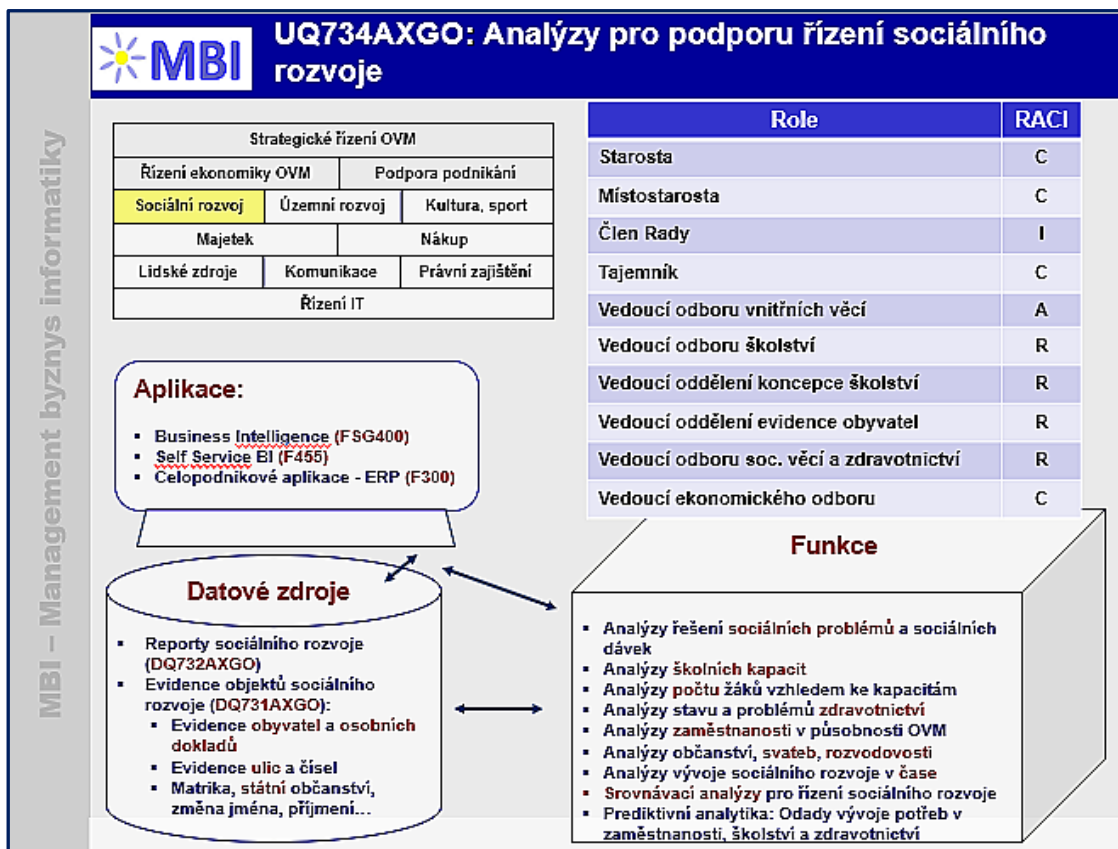 MBI – Management byznys informatiky
MBI
UQ734AXGO: Analýzy pro podporu řízení sociálního
rozvoje
Strategické řízení OVM
Řízení ekonomiky OVM Podpora podnikání
Sociální rozvoj Územní rozvoj Kultura, sport
Majetek Nákup
Lidské zdroje Komunikace Právní zajištění
Řízení IT
Role RACI
Starosta C
Místostarosta C
Člen Rady I
Tajemník C
Vedoucí odboru vnitřních věcí A
Vedoucí odboru školství R
Vedoucí oddělení koncepce školství R
Vedoucí oddělení evidence obyvatel R
Vedoucí odboru soc. věcí a zdravotnictví R
Vedoucí ekonomického odboru C
Aplikace:
▪ Business Intelligence (FSG400)
▪ Self Service BI (F455)
▪ Celopodnikové aplikace - ERP (F300)
Datové zdroje
▪ Reporty sociálního rozvoje
(DQ732AXGO)
▪ Evidence objektů sociálního
rozvoje (DQ731AXGO):
▪ Evidence obyvatel a osobních
dokladů
▪ Evidence ulic a čísel
▪ Matrika, státní občanství,
změna jména, příjmení...
Funkce
▪ Analýzy řešení sociálních problémů a sociálních
dávek
▪ Analýzy školních kapacit
▪ Analýzy počtu žáků vzhledem ke kapacitám
▪ Analýzy stavu a problémů zdravotnictví
▪ Analýzy zaměstnanosti v působnosti OVM
▪ Analýzy občanství, svateb, rozvodovosti
▪ Analýzy vývoje sociálního rozvoje v čase
▪ Srovnávací analýzy pro řízení sociálního rozvoje
▪ Prediktivní analytika: Odady vývoje potřeb v
zaměstnanosti, školství a zdravotnictví